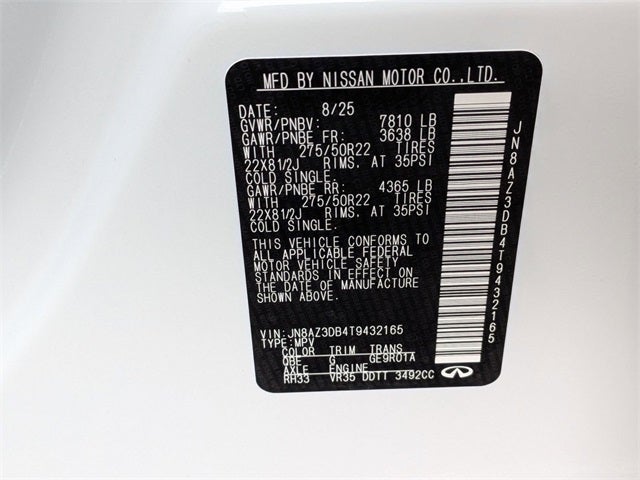 MFD BY NISSAN MOTOR CO.,LTD.
DATE: 8/25
GVWR/PNBV: 7810 LB
GAWR/PNBE FR: 3638 LB
WITH 275/50R22 TIRES
22X81/2J RIMS. AT 35PSI
COLD SINGLE.
GAWR/PNBE RR: 4365 LB
WITH 275/50R22 TIRES
22X81/2J RIMS. AT 35PSI
COLD SINGLE.
THIS VEHICLE CONFORMS TO
ALL APPLICABLE FEDERAL
MOTOR VEHICLE SAFETY
STANDARDS IN EFFECT ON
THE DATE OF MANUFACTURE
SHOWN ABOVE.
VIN:JN8AZ3DB4T9432165
TYPE:MPV
COLOR TRIM TRANS
QBE G GE9R01A
AXLE ENGINE
RH33 VR35 DDTT 3492CC
JN8AZ3DB4T9432165